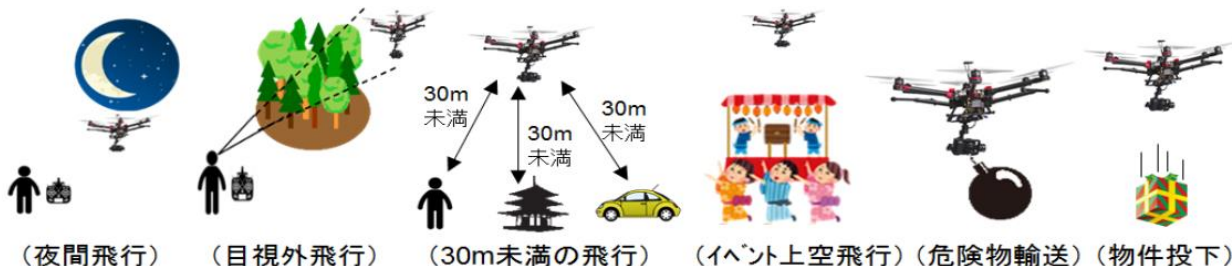 30m
未満
30m
未満
30m
未満
(夜間飛行)
(目視外飛行)
(30m未満の飛行)
(イベント上空飛行)
(危険物輸送)
(物件投下